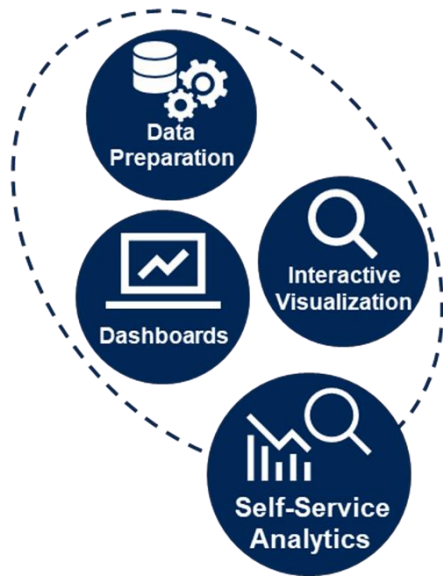 Data
Preparation
Interactive
Visualization
Dashboards
Self-Service
Analytics